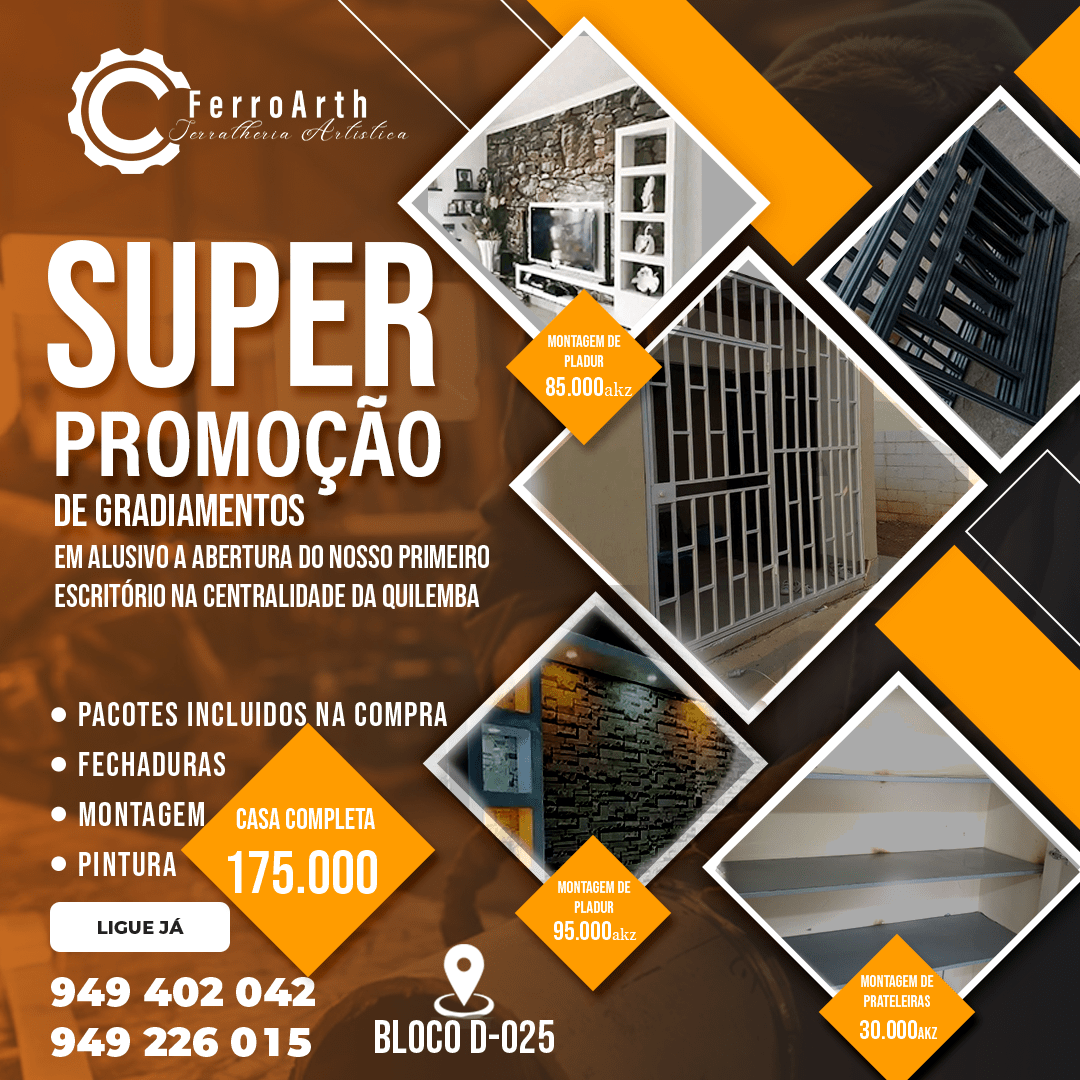 FerroArth
Serralheria Artística
SUPER
PROMOÇÃO
DE GRADIAMENTOS
EM ALUSIVO A ABERTURA DO NOSSO PRIMEIRO
ESCRITÓRIO NA CENTRALIDADE DA QUILEMBA
MONTAGEM DE
PLADUR
85.000akz
• PACOTES INCLUIDOS NA COMPRA
• FECHADURAS
• MONTAGEM
• PINTURA
CASA COMPLETA
175.000
MONTAGEM DE
PLADUR
95.000akz
MONTAGEM DE
PRATELEIRAS
30.000AKZ
LIGUE JÁ
949 402 042
949 226 015
BLOCO D-025